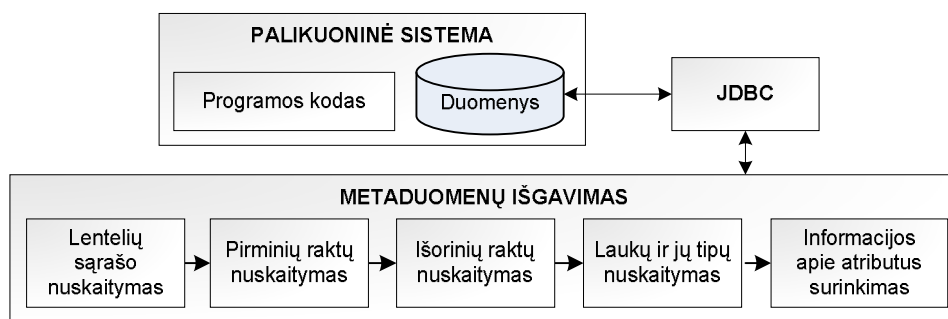 PALIKUONINĖ SISTEMA
Programos kodas
Duomenys
JDBC
METADUOMENŲ IŠGAVIMAS
Lentelių
sąrašo
nuskaitymas
Pirminių raktų
nuskaitymas
Išorinių raktų
nuskaitymas
Laukų ir jų tipų
nuskaitymas
Informacijos
apie atributus
surinkimas